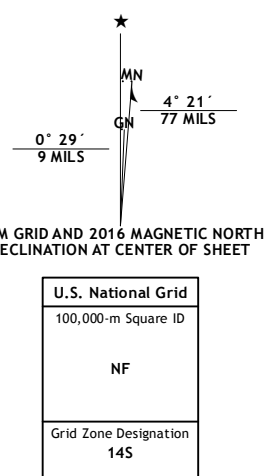 ★
MN
4° 21´
77 MILS
GN
0° 29´
9 MILS
M GRID AND 2016 MAGNETIC NORTH
ECLINATION AT CENTER OF SHEET
U.S. National Grid
100,000-m Square ID
NF
Grid Zone Designation
14S